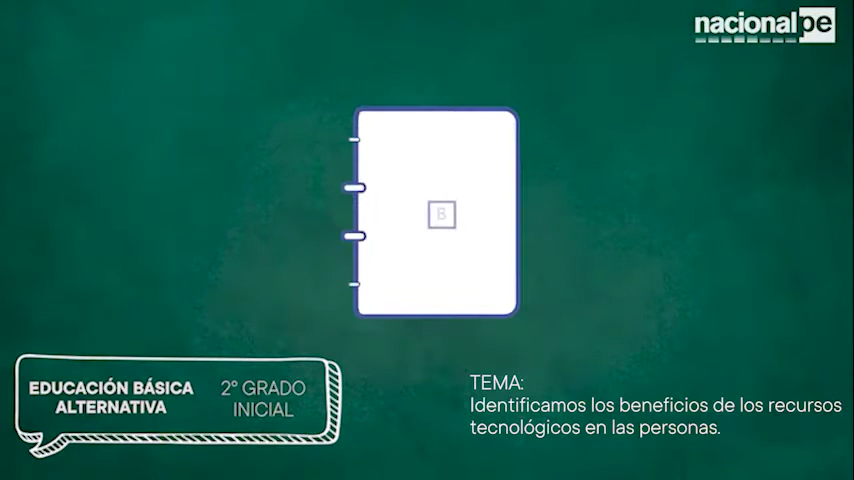 nacionalpe
B
EDUCACIÓN BÁSICA
ALTERNATIVA
2° GRADO
INICIAL
TEMA:
Identificamos los beneficios de los recursos
tecnológicos en las personas.